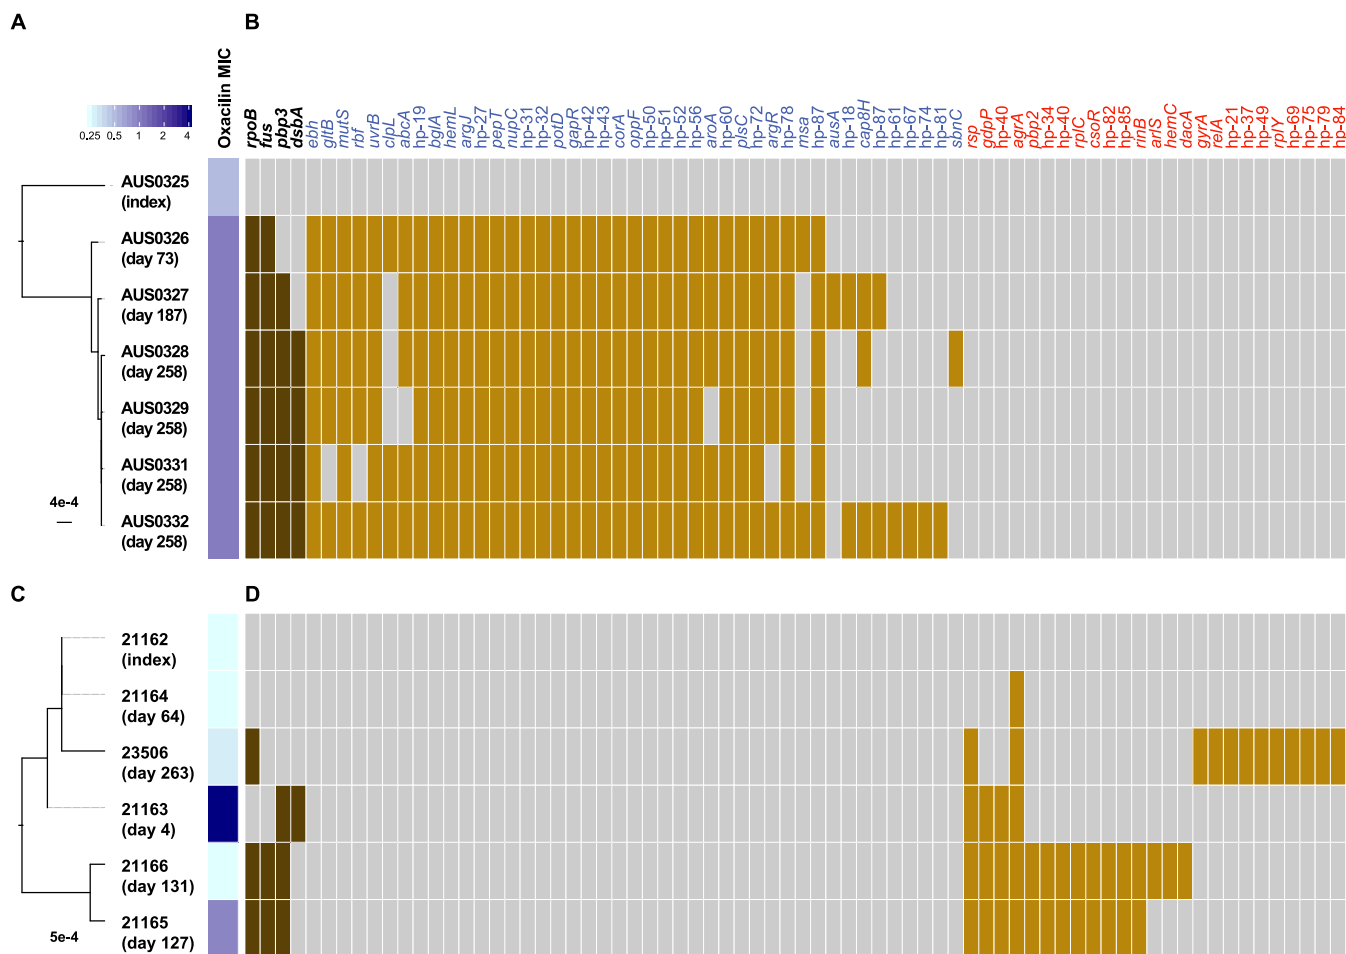 A
B
Oxacilin MIC
0.25 0.5 1 2 4
rpoB
fus
pbp3
dsbA
ebh
gltB
mutS
rbf
uvrB
clpL
abcA
hp-19
bglA
hemL
argJ
hp-27
pepT
nupC
hp-31
hp-32
potD
gapR
hp-42
hp-43
corA
oppF
hp-50
hp-51
hp-52
hp-56
aroA
hp-60
plsC
hp-72
argR
hp-78
msa
hp-87
ausA
hp-18
cap8H
hp-87
hp-61
hp-67
hp-74
hp-81
sbnC
rsp
gdpP
hp-40
agrA
pbp2
hp-34
hp-40
rplC
csoR
hp-82
hp-85
rinB
arlS
hemC
dacA
gyrA
relA
hp-21
hp-37
hp-49
rplY
hp-69
hp-75
hp-79
hp-84
AUS0325
(index)
AUS0326
(day 73)
AUS0327
(day 187)
AUS0328
(day 258)
AUS0329
(day 258)
AUS0331
(day 258)
AUS0332
(day 258)
4e-4
C
D
21162
(index)
21164
(day 64)
23506
(day 263)
21163
(day 4)
21166
(day 131)
21165
(day 127)
5e-4